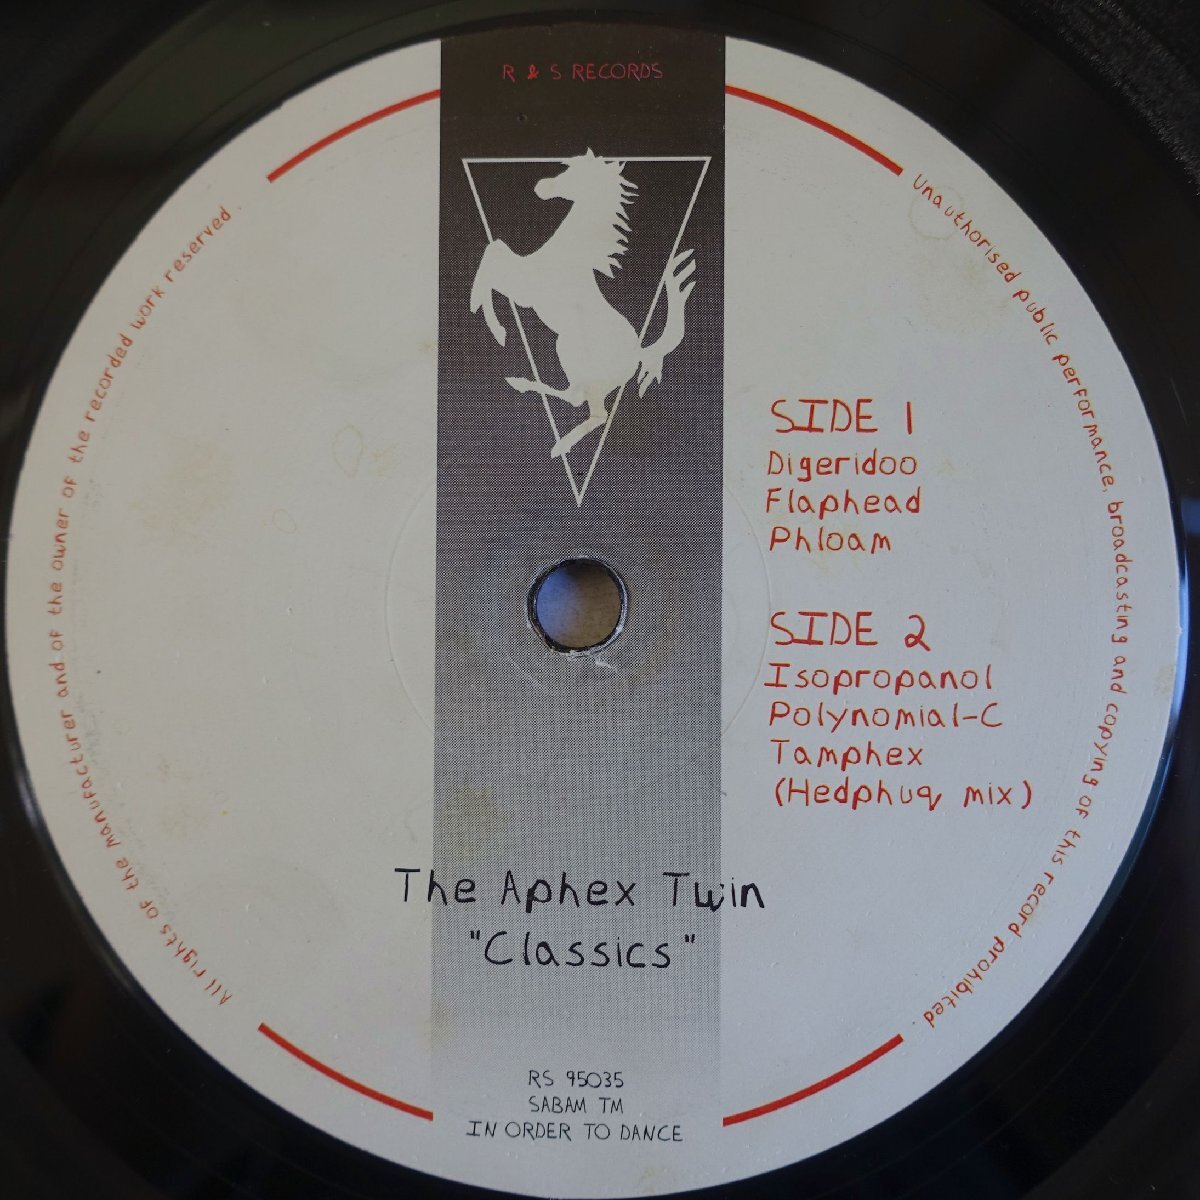 R & S RECORDS
All rights of the manufacturer and of the owner of the recorded work reserved.
Unauthorised public performance, broadcasting and copying of this record prohibited.
SIDE 1
Digeridoo
Flaphead
Phloam
SIDE 2
Isopropanol
Polynomial-C
Tamphex
(Hedphuq mix)
The Aphex Twin
"Classics"
RS 95035
SABAM TM
IN ORDER TO DANCE